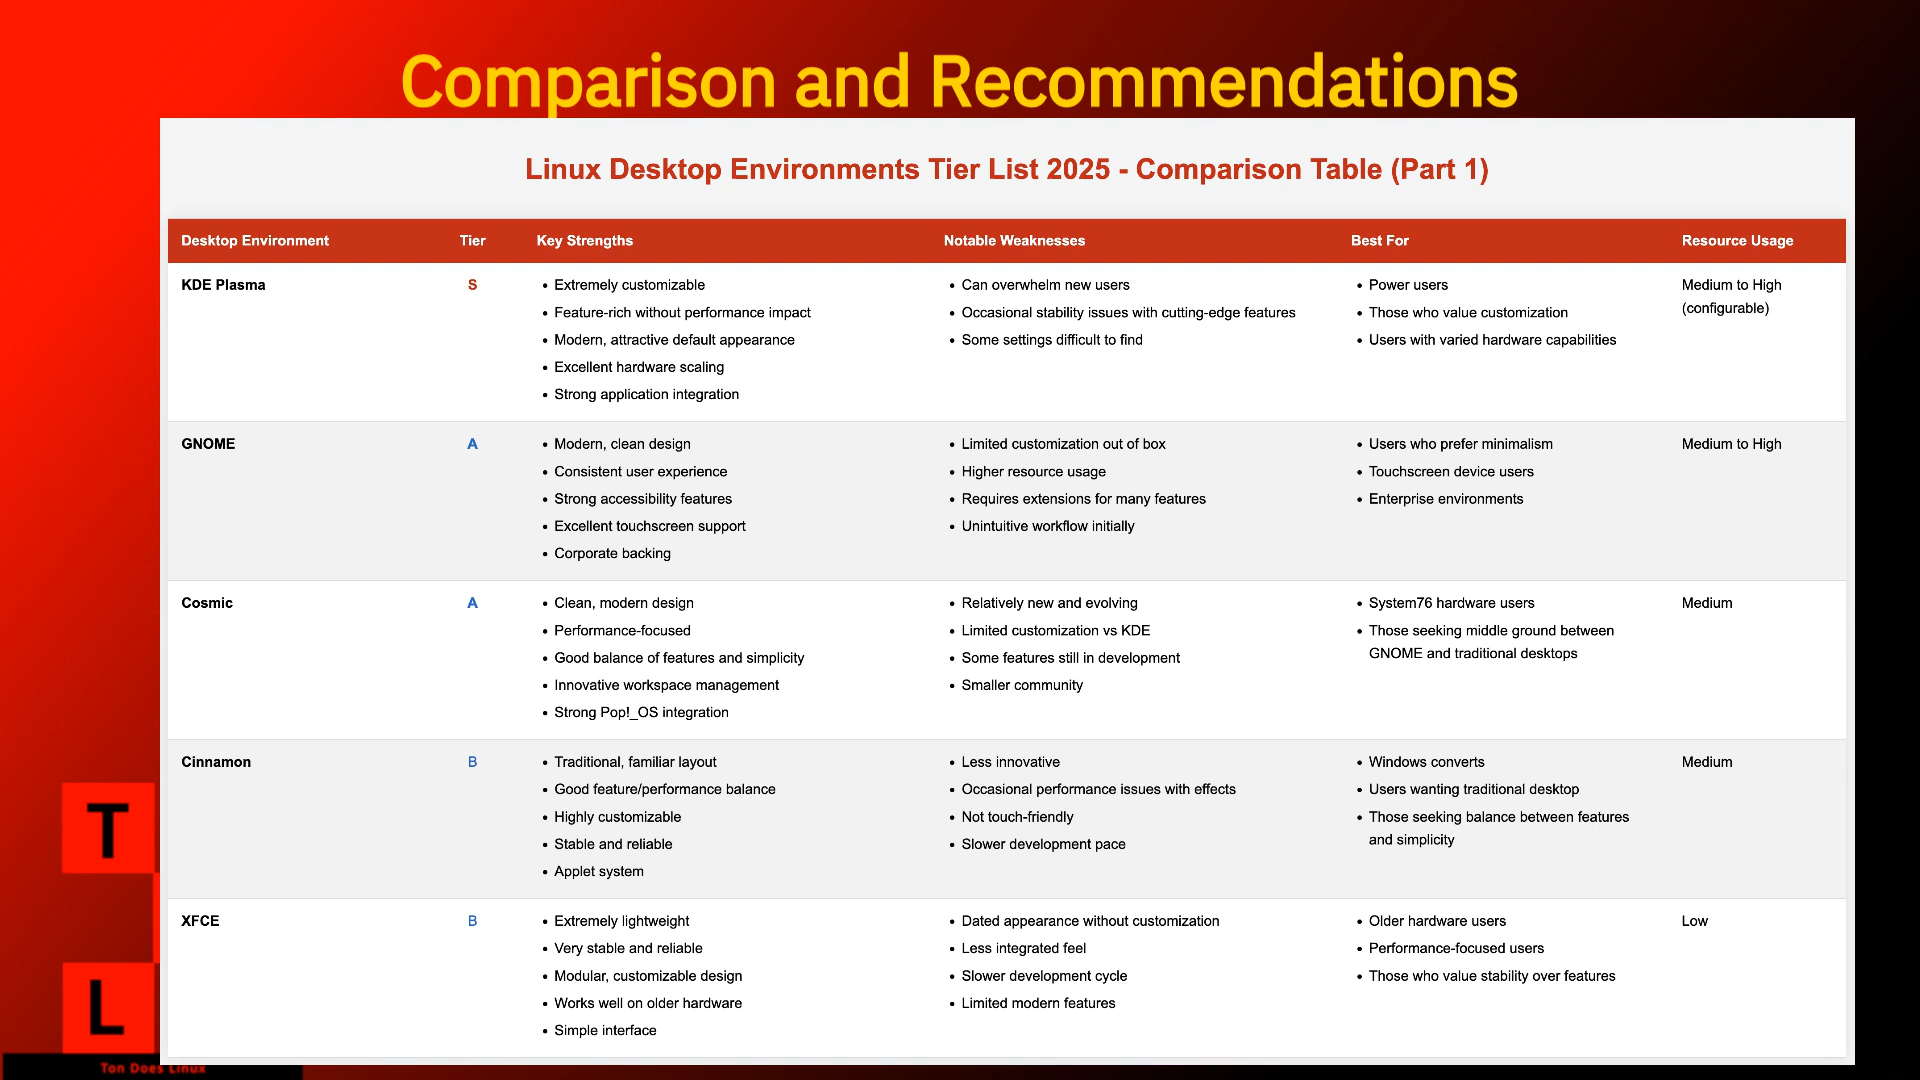 Comparison and Recommendations
Linux Desktop Environments Tier List 2025 - Comparison Table (Part 1)
Desktop Environment Tier Key Strengths Notable Weaknesses Best For Resource Usage
KDE Plasma S
• Extremely customizable
• Feature-rich without performance impact
• Modern, attractive default appearance
• Excellent hardware scaling
• Strong application integration
• Can overwhelm new users
• Occasional stability issues with cutting-edge features
• Some settings difficult to find
• Power users
• Those who value customization
• Users with varied hardware capabilities
Medium to High
(configurable)
GNOME A
• Modern, clean design
• Consistent user experience
• Strong accessibility features
• Excellent touchscreen support
• Corporate backing
• Limited customization out of box
• Higher resource usage
• Requires extensions for many features
• Unintuitive workflow initially
• Users who prefer minimalism
• Touchscreen device users
• Enterprise environments
Medium to High
Cosmic A
• Clean, modern design
• Performance-focused
• Good balance of features and simplicity
• Innovative workspace management
• Strong Pop!_OS integration
• Relatively new and evolving
• Limited customization vs KDE
• Some features still in development
• Smaller community
• System76 hardware users
• Those seeking middle ground between
GNOME and traditional desktops
Medium
Cinnamon B
• Traditional, familiar layout
• Good feature/performance balance
• Highly customizable
• Stable and reliable
• Applet system
• Less innovative
• Occasional performance issues with effects
• Not touch-friendly
• Slower development pace
• Windows converts
• Users wanting traditional desktop
• Those seeking balance between features
and simplicity
Medium
XFCE B
• Extremely lightweight
• Very stable and reliable
• Modular, customizable design
• Works well on older hardware
• Simple interface
• Dated appearance without customization
• Less integrated feel
• Slower development cycle
• Limited modern features
• Older hardware users
• Performance-focused users
• Those who value stability over features
Low
T
L
Ton Does Linux